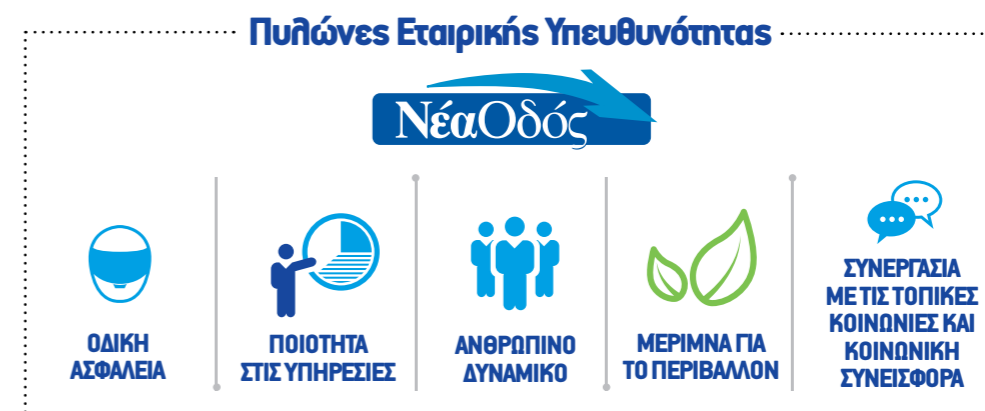 Πυλώνες Εταιρικής Υπευθυνότητας
ΝέαΟδός
ΟΔΙΚΗ
ΑΣΦΑΛΕΙΑ
ΠΟΙΟΤΗΤΑ
ΣΤΙΣ ΥΠΗΡΕΣΙΕΣ
ΑΝΘΡΩΠΙΝΟ
ΔΥΝΑΜΙΚΟ
ΜΕΡΙΜΝΑ ΓΙΑ
ΤΟ ΠΕΡΙΒΑΛΛΟΝ
ΣΥΝΕΡΓΑΣΙΑ
ΜΕ ΤΙΣ ΤΟΠΙΚΕΣ
ΚΟΙΝΩΝΙΕΣ ΚΑΙ
ΚΟΙΝΩΝΙΚΗ
ΣΥΝΕΙΣΦΟΡΑ